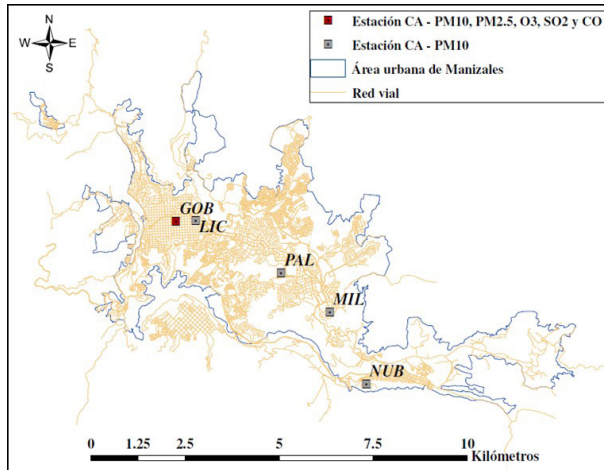 N
W E
S
Estación CA - PM10, PM2.5, O3, SO2 y CO
Estación CA - PM10
Área urbana de Manizales
Red vial
GOB
LIC
PAL
MIL
NUB
0 1.25 2.5 5 7.5 10
Kilómetros